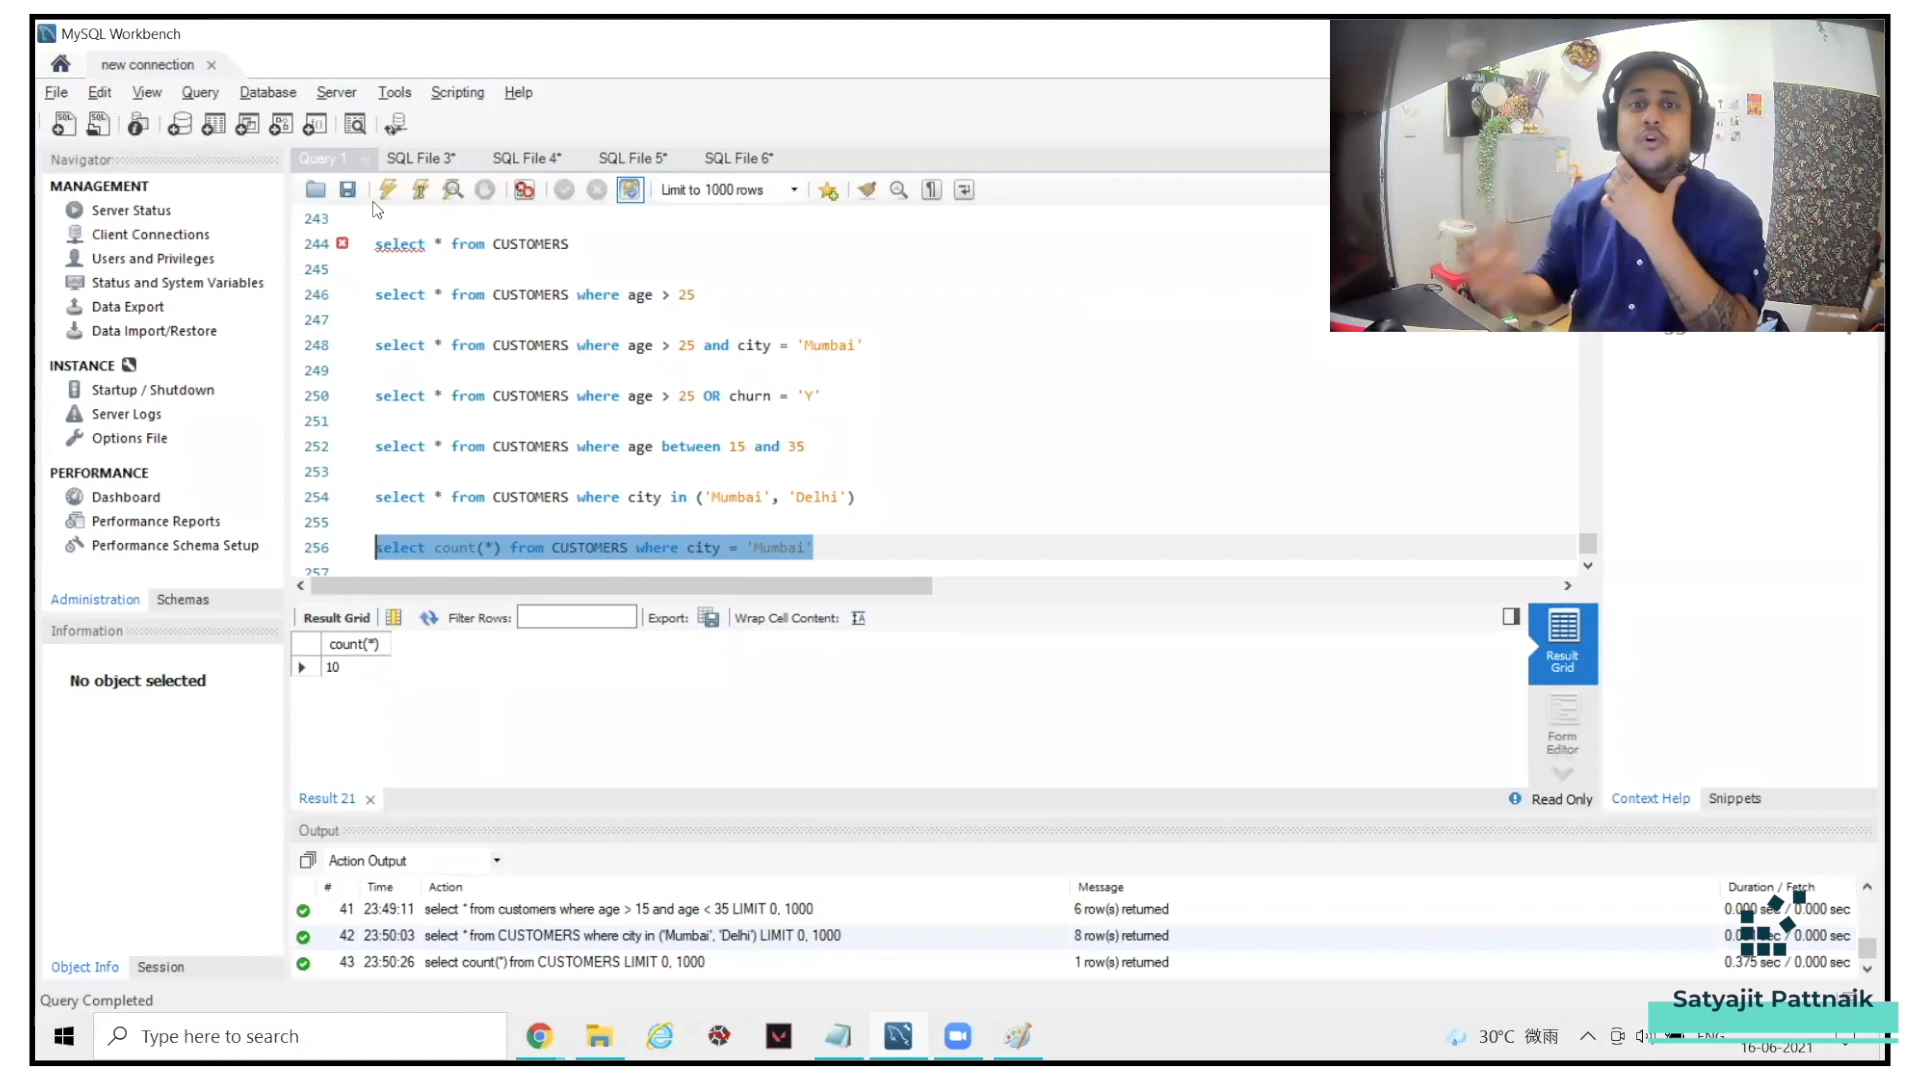 MySQL Workbench
new connection
File Edit View Query Database Server Tools Scripting Help
Navigator
MANAGEMENT
Server Status
Client Connections
Users and Privileges
Status and System Variables
Data Export
Data Import/Restore
INSTANCE
Startup / Shutdown
Server Logs
Options File
PERFORMANCE
Dashboard
Performance Reports
Performance Schema Setup
Administration Schemas
Information
No object selected
Object Info Session
Query Completed
Query 1 SQL File 3* SQL File 4* SQL File 5* SQL File 6*
Limit to 1000 rows
243
244 select * from CUSTOMERS
245
246 select * from CUSTOMERS where age > 25
247
248 select * from CUSTOMERS where age > 25 and city = 'Mumbai'
249
250 select * from CUSTOMERS where age > 25 OR churn = 'Y'
251
252 select * from CUSTOMERS where age between 15 and 35
253
254 select * from CUSTOMERS where city in ('Mumbai', 'Delhi')
255
256 select count(*) from CUSTOMERS where city = 'Mumbai'
257
Result Grid Filter Rows: Export: Wrap Cell Content:
count(*)
10
Result
Grid
Form
Editor
Result 21 Read Only Context Help Snippets
Output
Action Output
# Time Action Message Duration / Fetch
41 23:49:11 select * from customers where age > 15 and age < 35 LIMIT 0, 1000 6 row(s) returned 0.000 sec / 0.000 sec
42 23:50:03 select * from CUSTOMERS where city in ('Mumbai', 'Delhi') LIMIT 0, 1000 8 row(s) returned / 0.000 sec
43 23:50:26 select count(*) from CUSTOMERS LIMIT 0, 1000 1 row(s) returned 0.375 sec / 0.000 sec
Satyajit Pattnaik
Type here to search
30°C 微雨
16-06-2021